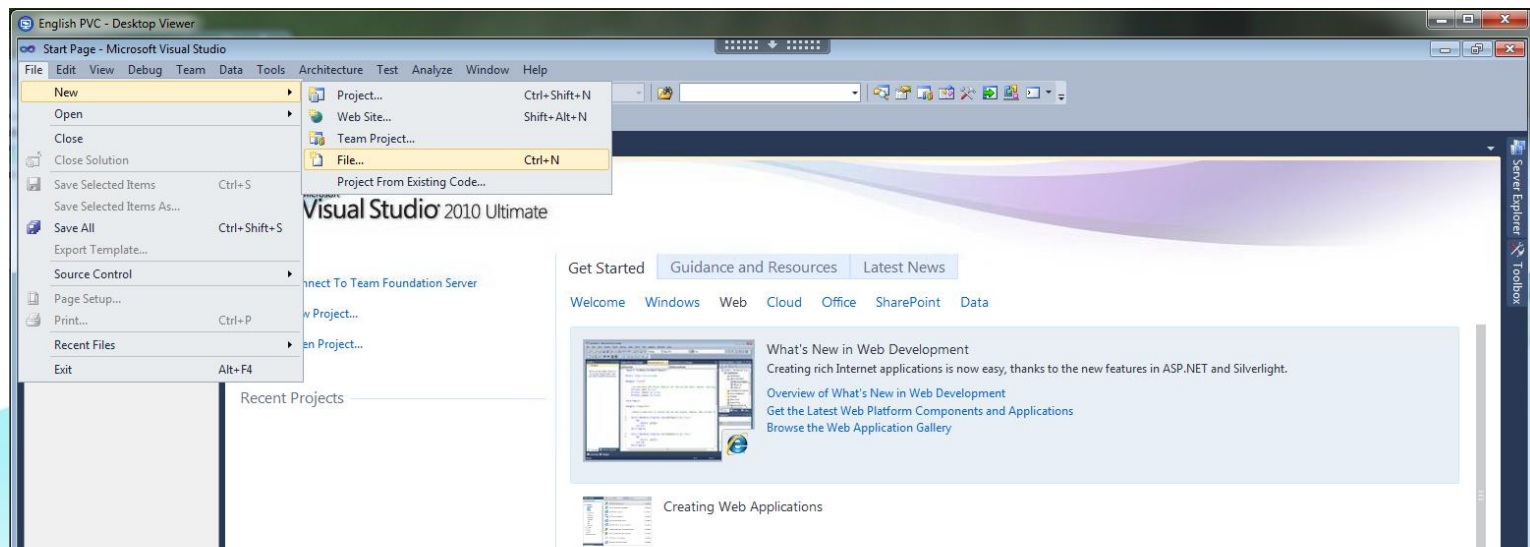 English PVC - Desktop Viewer
Start Page - Microsoft Visual Studio
File Edit View Debug Team Data Tools Architecture Test Analyze Window Help
New
Open
Close
Close Solution
Save Selected Items Ctrl+S
Save Selected Items As...
Save All Ctrl+Shift+S
Export Template...
Source Control
Page Setup...
Print... Ctrl+P
Recent Files
Exit Alt+F4
Project... Ctrl+Shift+N
Web Site... Shift+Alt+N
Team Project...
File... Ctrl+N
Project From Existing Code...
Visual Studio 2010 Ultimate
nnect To Team Foundation Server
w Project...
en Project...
Recent Projects
Get Started Guidance and Resources Latest News
Welcome Windows Web Cloud Office SharePoint Data
What's New in Web Development
Creating rich Internet applications is now easy, thanks to the new features in ASP.NET and Silverlight.
Overview of What's New in Web Development
Get the Latest Web Platform Components and Applications
Browse the Web Application Gallery
Creating Web Applications
Server Explorer
Toolbox